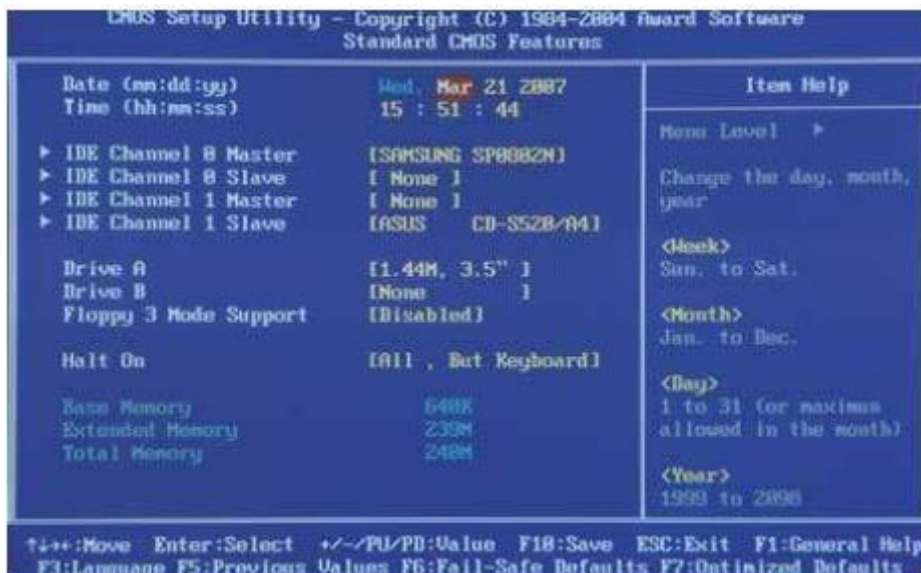 CMOS Setup Utility - Copyright (C) 1984-2004 Award Software
Standard CMOS Features
Date (mm:dd:yy) Wed, Mar 21 2007
Time (hh:mm:ss) 15 : 51 : 44
▶ IDE Channel 0 Master [SAMSUNG SP0802N]
▶ IDE Channel 0 Slave [ None ]
▶ IDE Channel 1 Master [ None ]
▶ IDE Channel 1 Slave [ASUS CD-S520/A4]
Drive A [1.44M, 3.5" ]
Drive B [None ]
Floppy 3 Mode Support [Disabled]
Halt On [All , But Keyboard]
Base Memory 640K
Extended Memory 239M
Total Memory 240M
Item Help
Menu Level ▶
Change the day, month,
year
<Week>
Sun. to Sat.
<Month>
Jan. to Dec.
<Day>
1 to 31 (or maximum
allowed in the month)
<Year>
1999 to 2098
↑↓→←:Move Enter:Select +/-/PU/PD:Value F10:Save ESC:Exit F1:General Help
F3:Language F5:Previous Values F6:Fail-Safe Defaults F7:Optimized Defaults